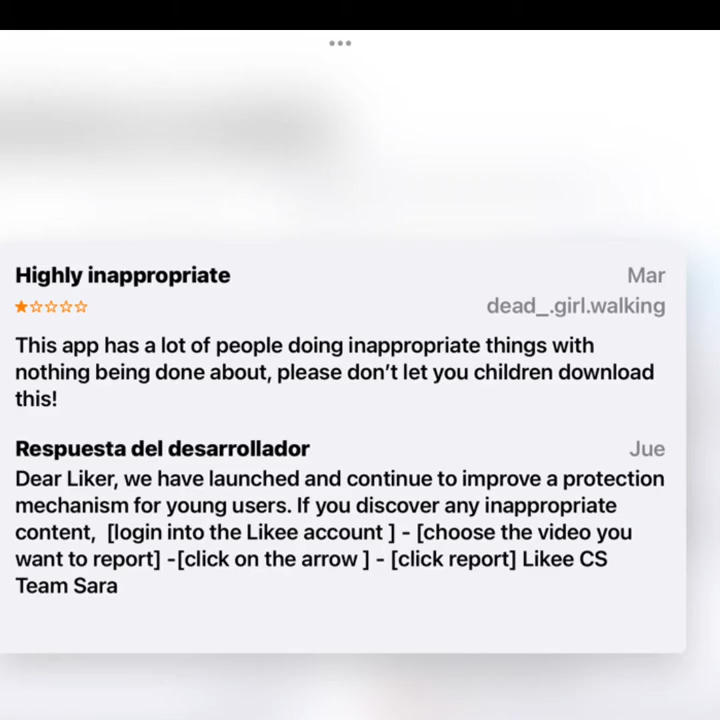 Highly inappropriate
Mar
dead_.girl.walking
This app has a lot of people doing inappropriate things with
nothing being done about, please don’t let you children download
this!
Respuesta del desarrollador
Jue
Dear Liker, we have launched and continue to improve a protection
mechanism for young users. If you discover any inappropriate
content,  [login into the Likee account ] - [choose the video you
want to report] -[click on the arrow ] - [click report] Likee CS
Team Sara